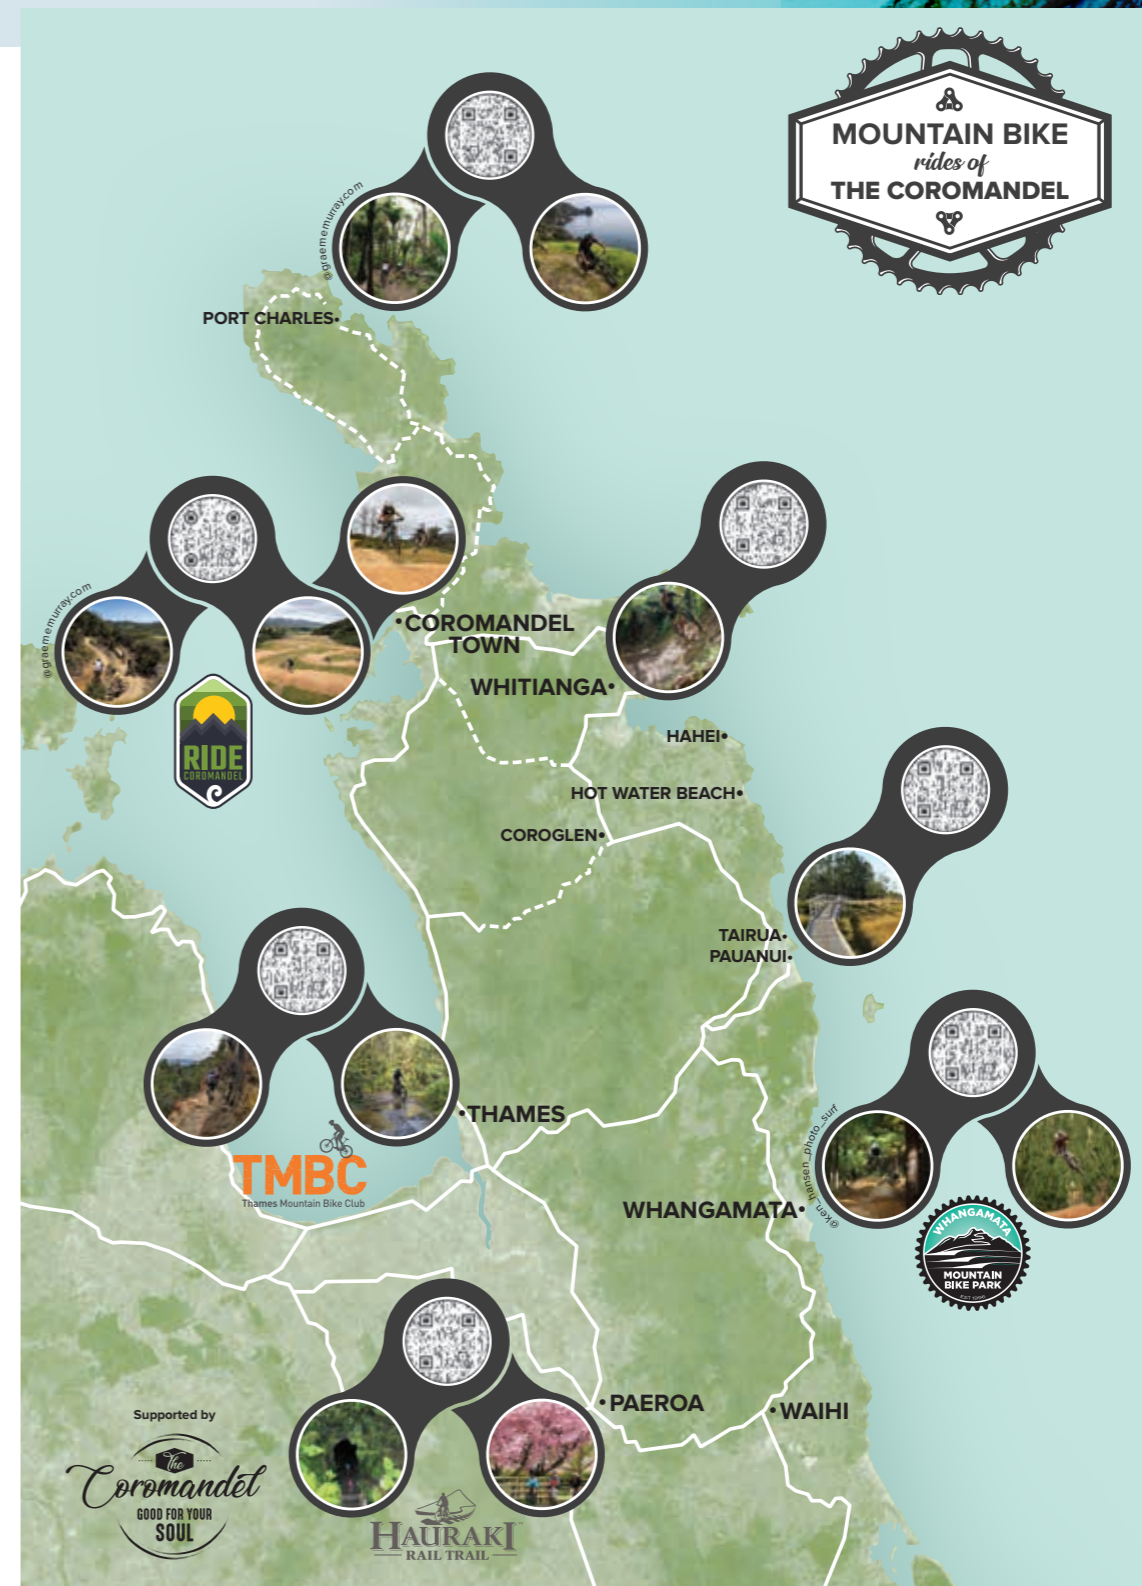 MOUNTAIN BIKE
rides of
THE COROMANDEL
@graememurray.com
PORT CHARLES
@graememurray.com
COROMANDEL
TOWN
WHITIANGA
RIDE
COROMANDEL
HAHEI
HOT WATER BEACH
COROGLEN
TAIRUA
PAUANUI
THAMES
TMBC
Thames Mountain Bike Club
@ken_hansen_photo_surf
WHANGAMATA
WHANGAMATA
MOUNTAIN
BIKE PARK
EST 1996
PAEROA
WAIHI
Supported by
The
Coromandel
GOOD FOR YOUR
SOUL
HAURAKI
RAIL TRAIL